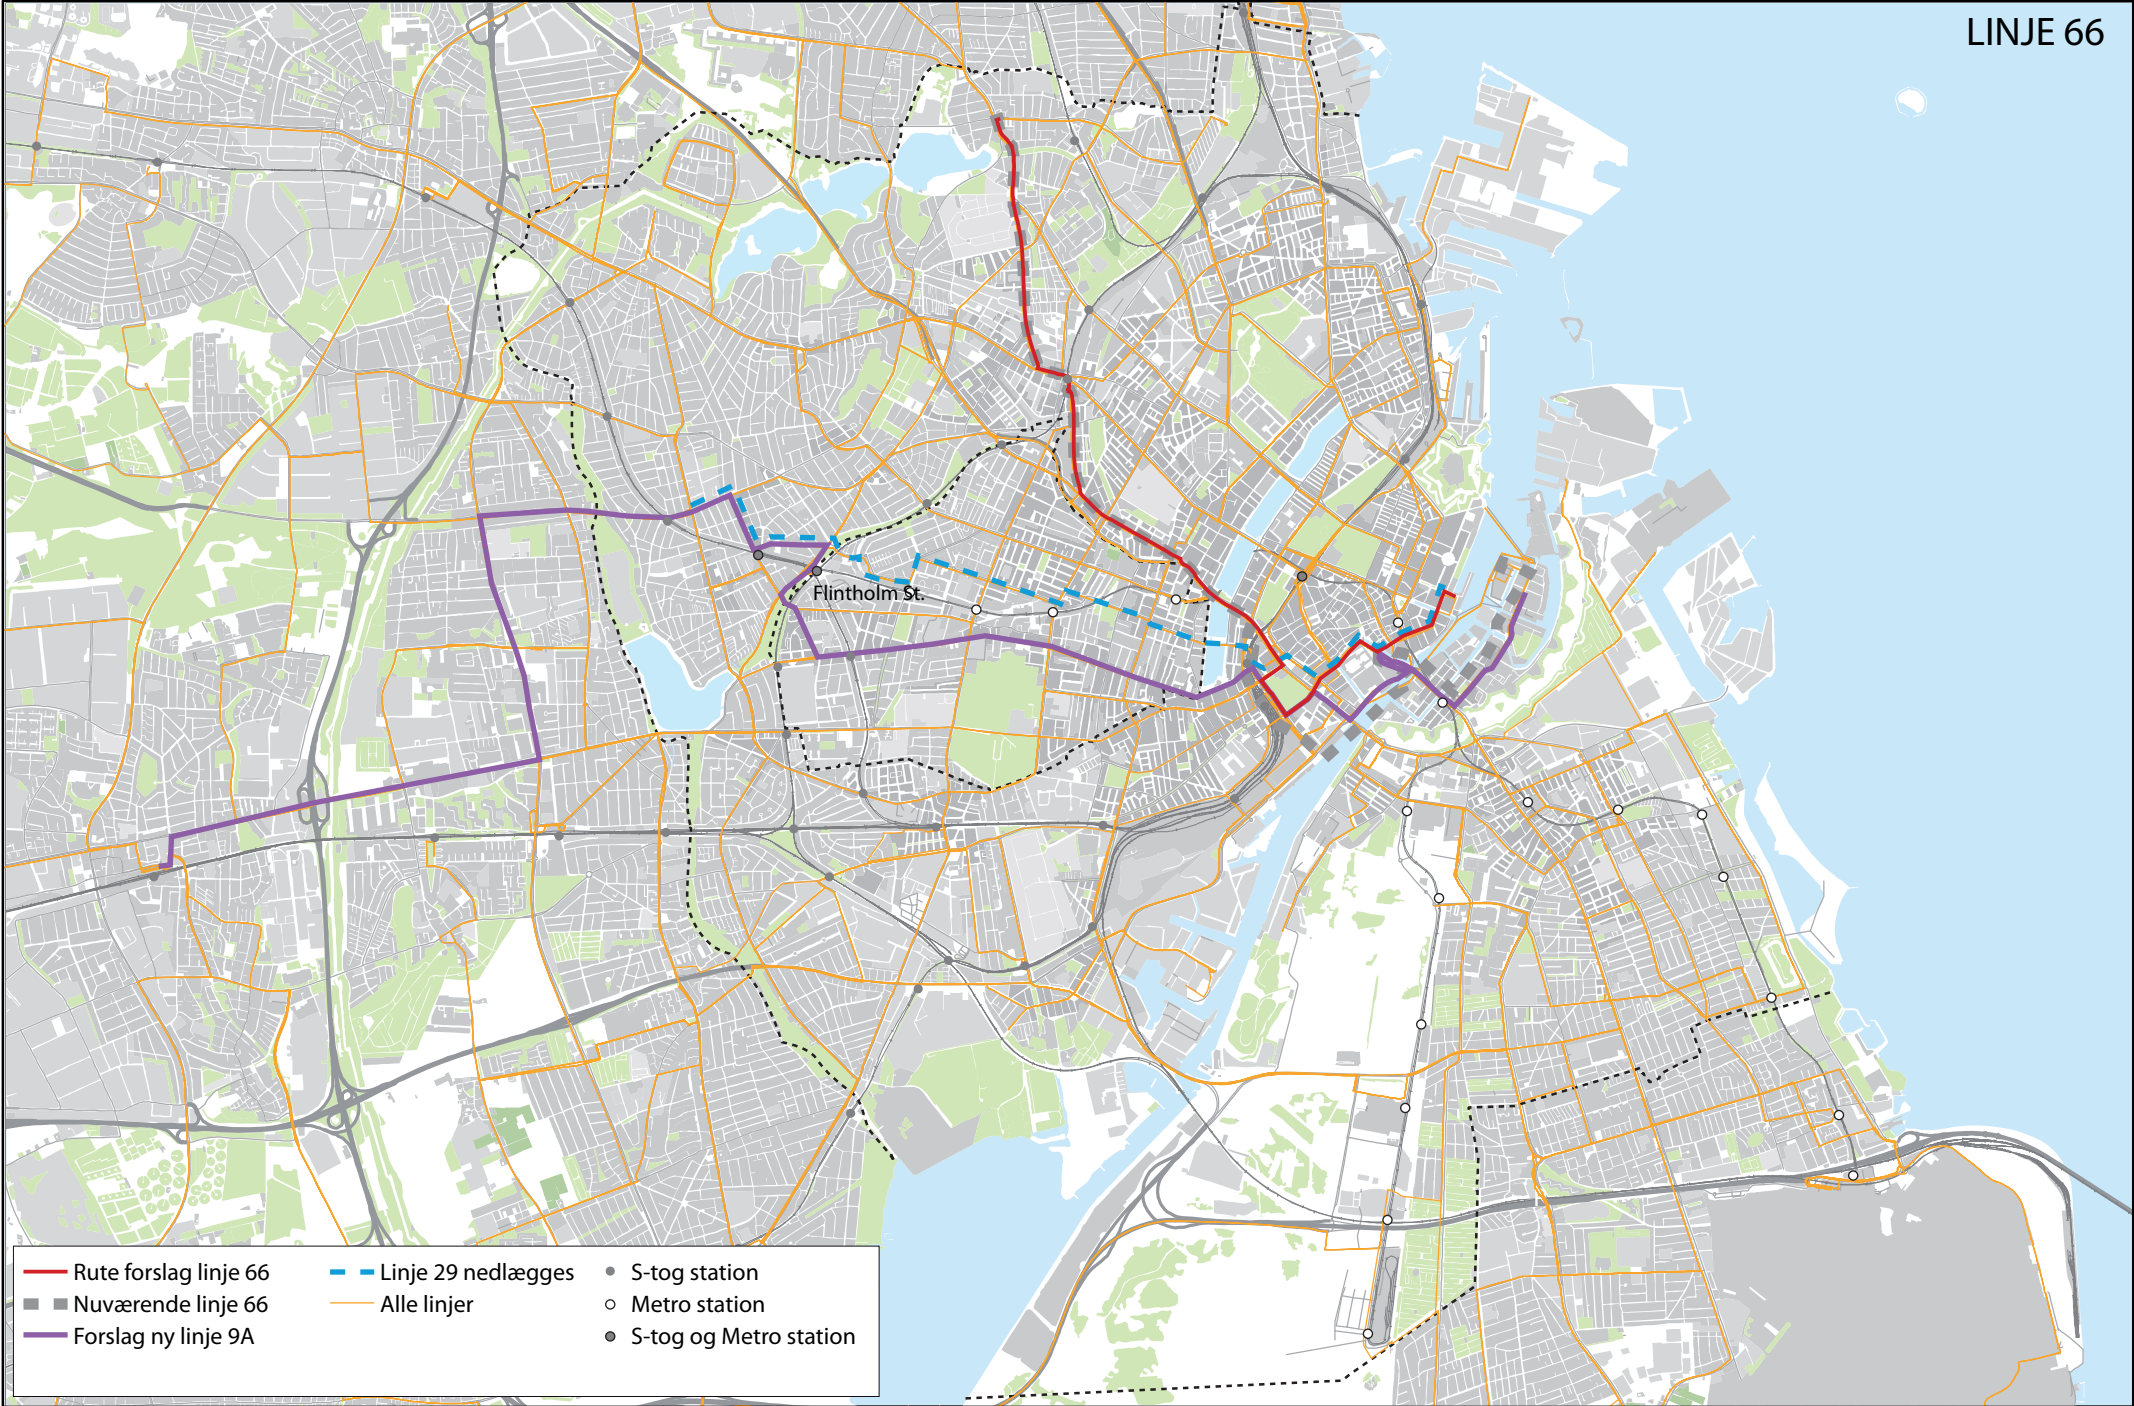 LINJE 66
Flintholm St.
Rute forslag linje 66
Nuværende linje 66
Forslag ny linje 9A
Linje 29 nedlægges
Alle linjer
S-tog station
Metro station
S-tog og Metro station